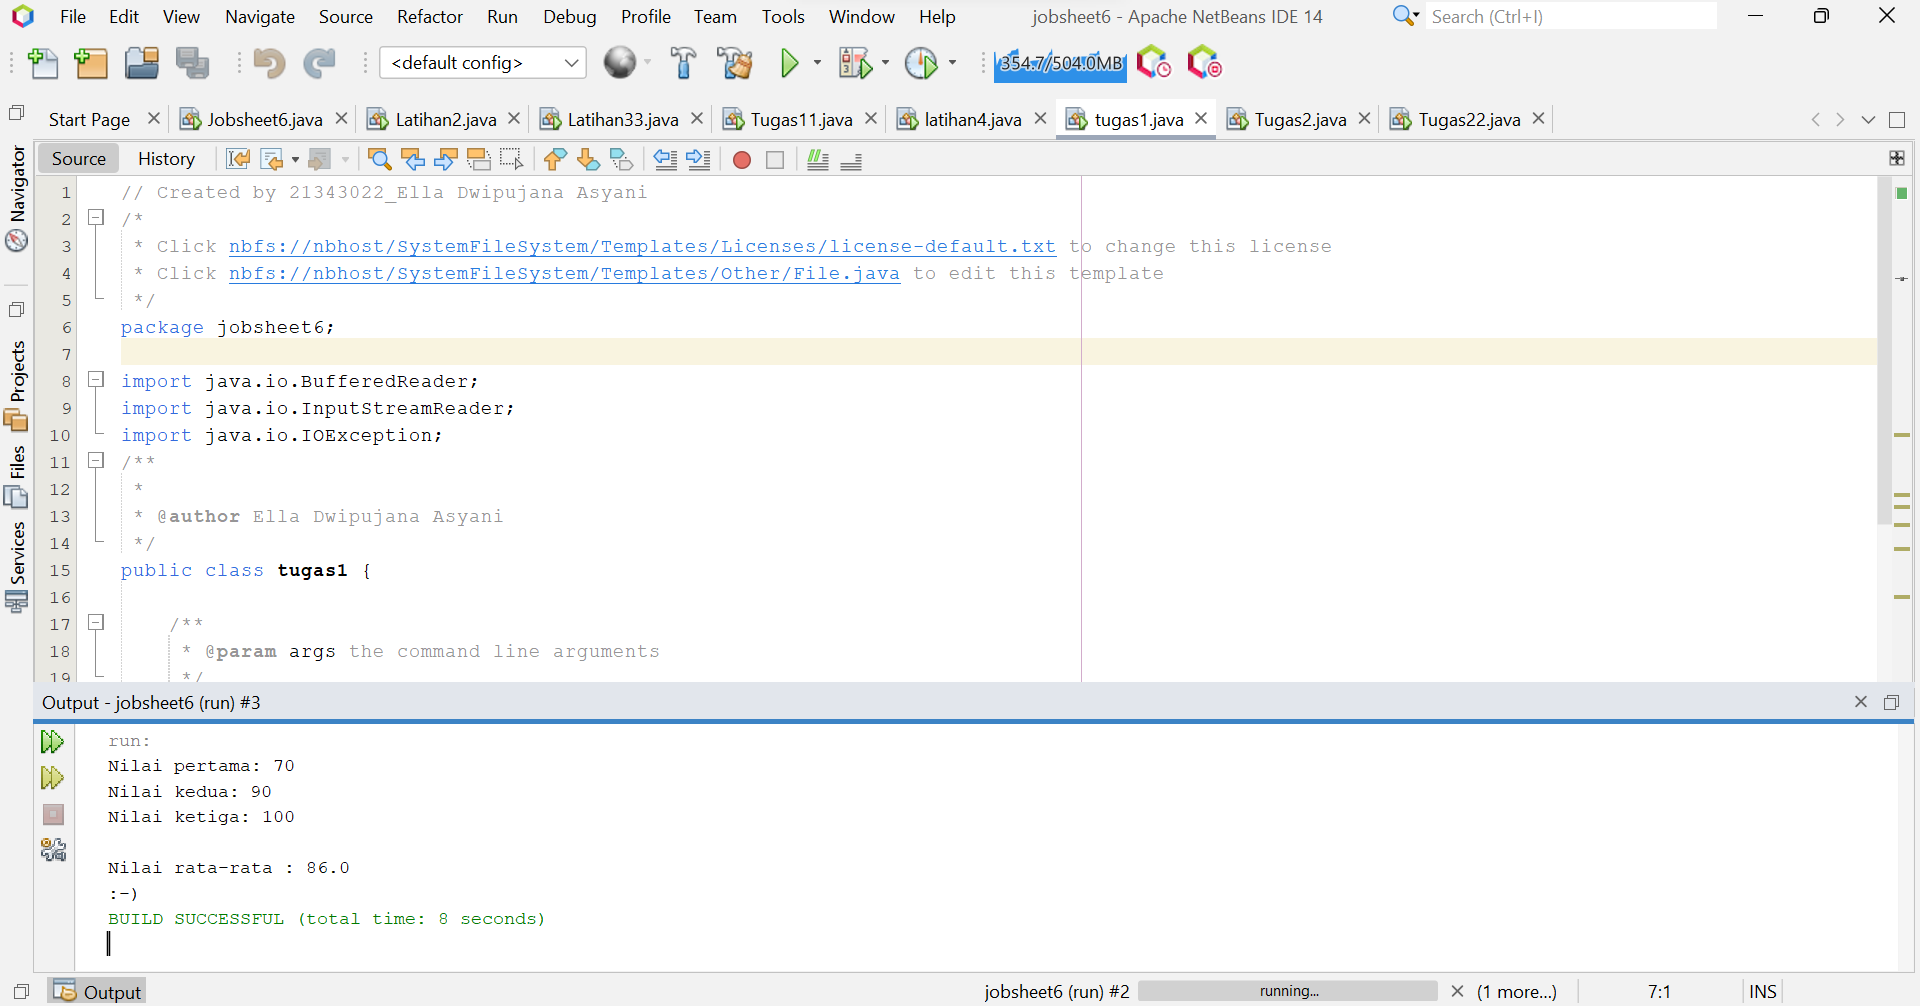 File Edit View Navigate Source Refactor Run Debug Profile Team Tools Window Help jobsheet6 - Apache NetBeans IDE 14 Search (Ctrl+I)
<default config> 354.7/504.0MB
Start Page Jobsheet6.java Latihan2.java Latihan33.java Tugas11.java latihan4.java tugas1.java Tugas2.java Tugas22.java
Source History
Navigator
Projects
Files
Services
1 // Created by 21343022_Ella Dwipujana Asyani
2 /*
3 * Click nbfs://nbhost/SystemFileSystem/Templates/Licenses/license-default.txt to change this license
4 * Click nbfs://nbhost/SystemFileSystem/Templates/Other/File.java to edit this template
5 */
6 package jobsheet6;
7
8 import java.io.BufferedReader;
9 import java.io.InputStreamReader;
10 import java.io.IOException;
11 /**
12 *
13 * @author Ella Dwipujana Asyani
14 */
15 public class tugas1 {
16
17 /**
18 * @param args the command line arguments
19 */
Output - jobsheet6 (run) #3
run:
Nilai pertama: 70
Nilai kedua: 90
Nilai ketiga: 100
Nilai rata-rata : 86.0
:-)
BUILD SUCCESSFUL (total time: 8 seconds)
Output jobsheet6 (run) #2 running... (1 more...) 7:1 INS